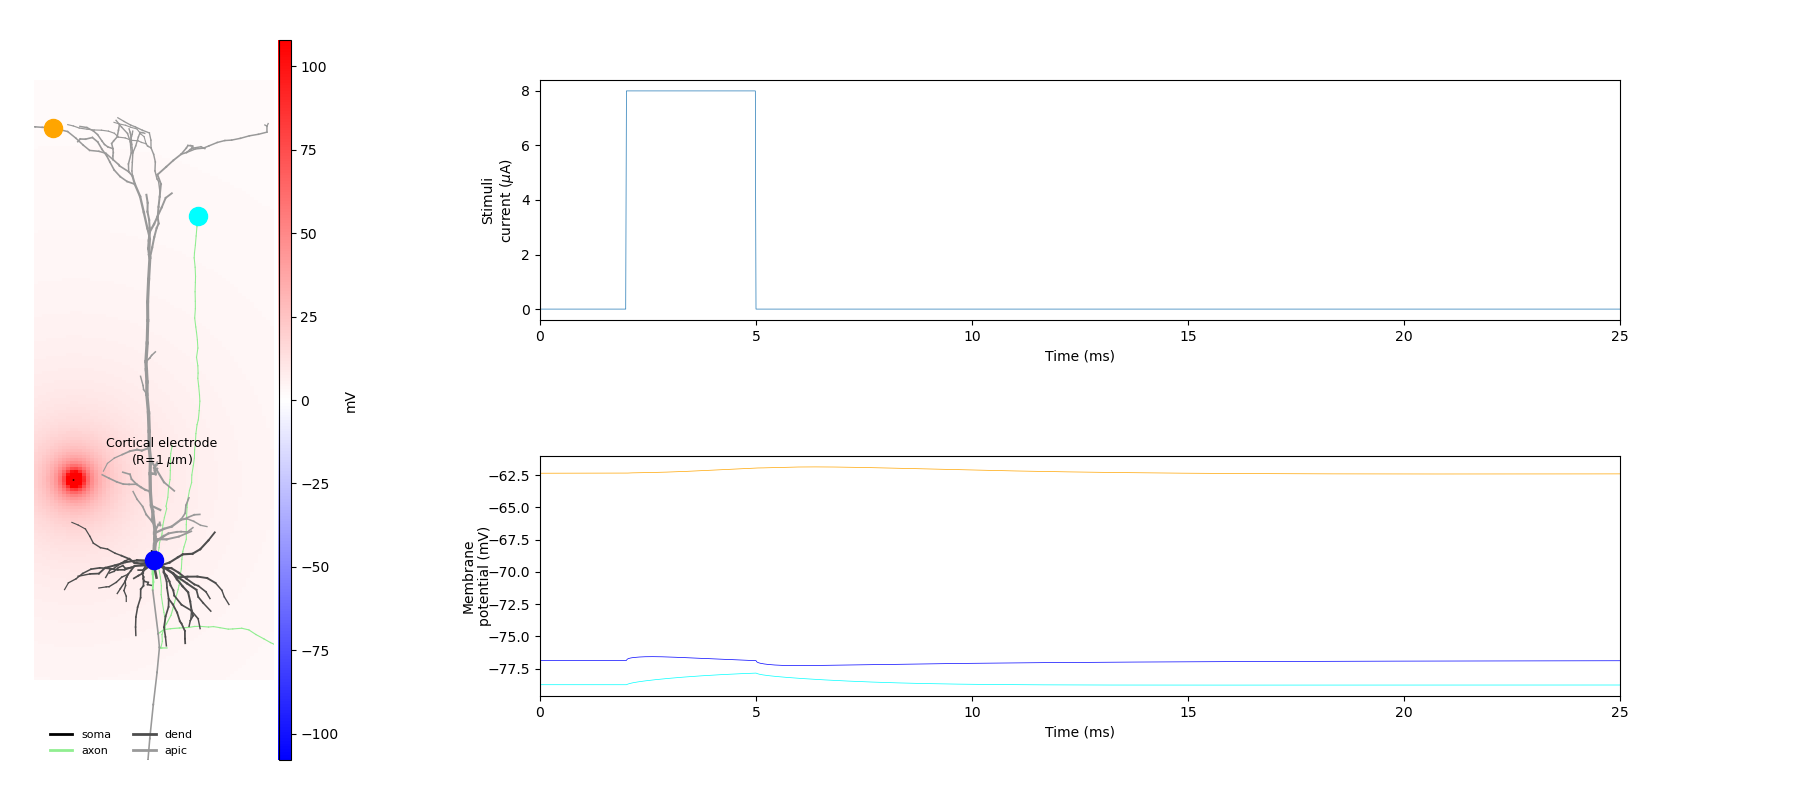 100
75
50
25
0
−25
−50
−75
−100
mV
Cortical electrode
(R=1 μm)
soma
axon
dend
apic
Stimuli
current (μA)
8
6
4
2
0
0 5 10 15 20 25
Time (ms)
Membrane
potential (mV)
−62.5
−65.0
−67.5
−70.0
−72.5
−75.0
−77.5
0 5 10 15 20 25
Time (ms)